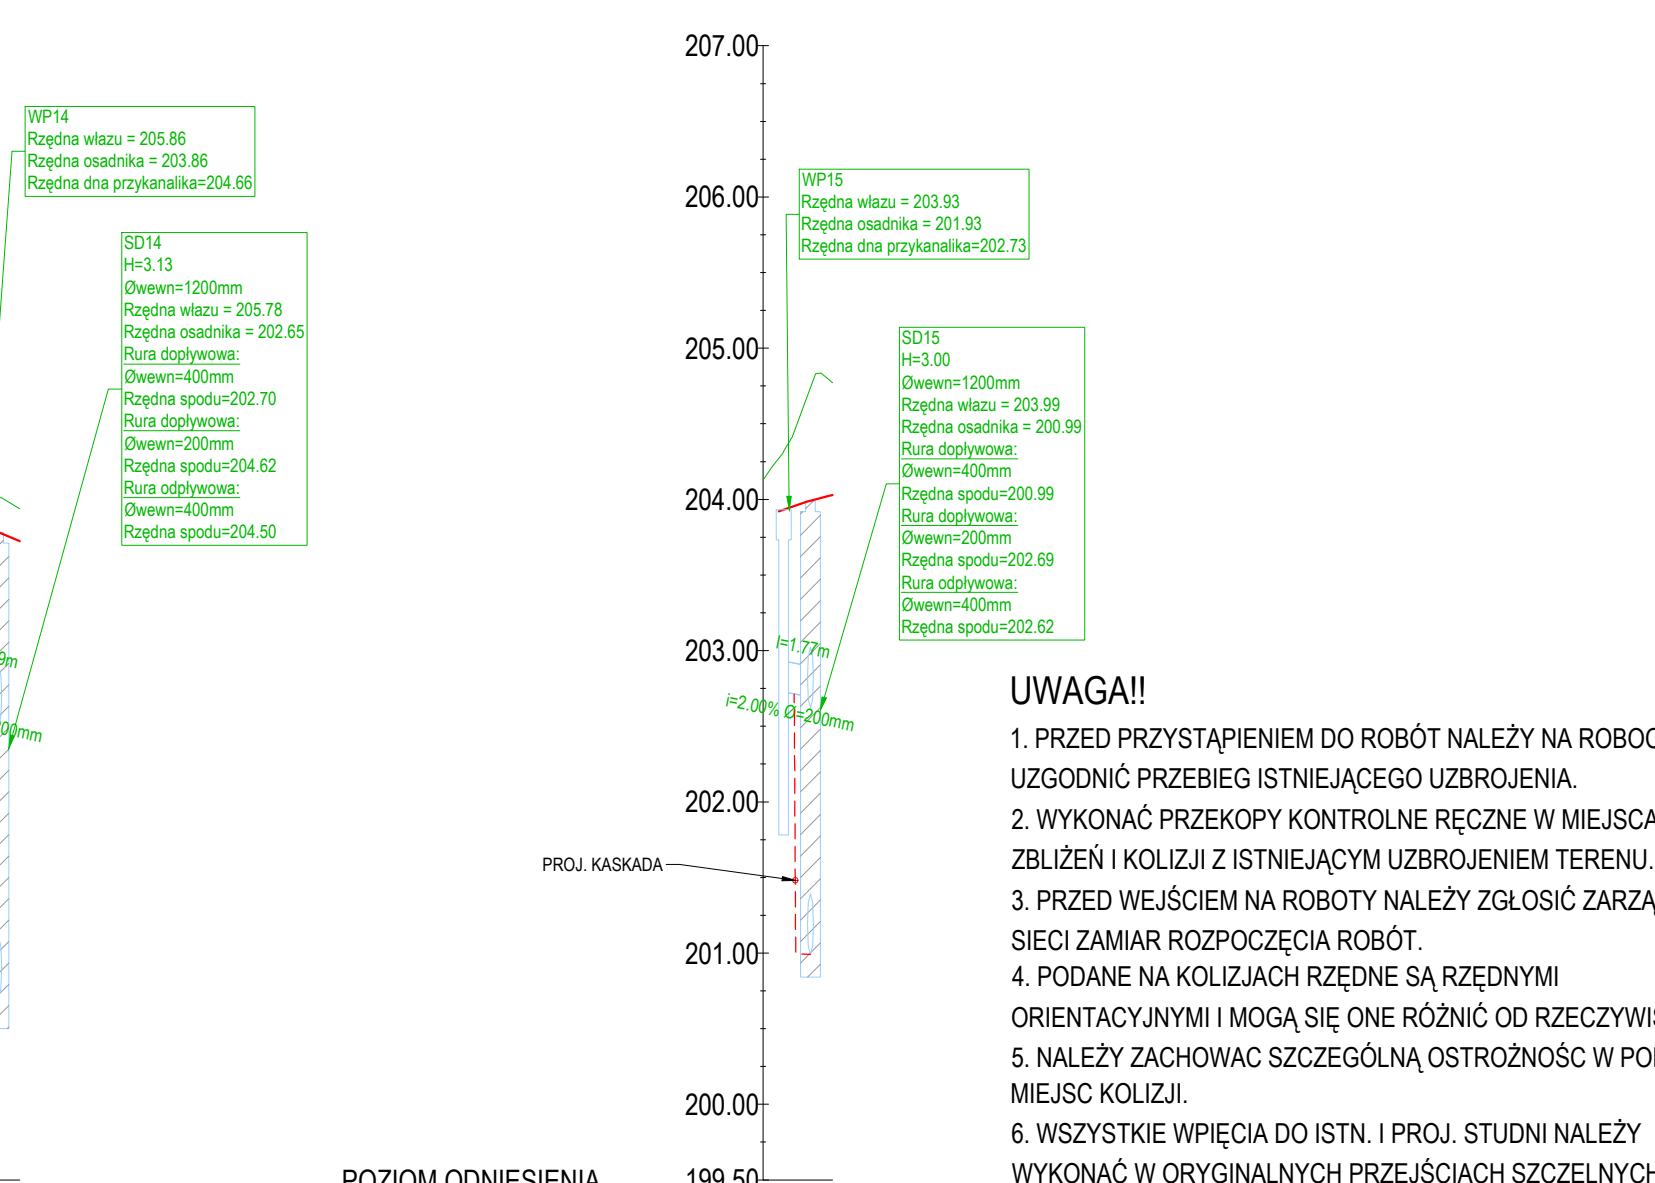 WP14
Rzędna włazu = 205.86
Rzędna osadnika = 203.86
Rzędna dna przykanalika=204.66
SD14
H=3.13
Øwewn=1200mm
Rzędna włazu = 205.78
Rzędna osadnika = 202.65
Rura dopływowa:
Øwewn=400mm
Rzędna spodu=202.70
Rura dopływowa:
Øwewn=200mm
Rzędna spodu=204.62
Rura odpływowa:
Øwewn=400mm
Rzędna spodu=204.50
9m
00mm
207.00
206.00
205.00
204.00
203.00
202.00
201.00
200.00
199.50
WP15
Rzędna włazu = 203.93
Rzędna osadnika = 201.93
Rzędna dna przykanalika=202.73
SD15
H=3.00
Øwewn=1200mm
Rzędna włazu = 203.99
Rzędna osadnika = 200.99
Rura dopływowa:
Øwewn=400mm
Rzędna spodu=200.99
Rura dopływowa:
Øwewn=200mm
Rzędna spodu=202.69
Rura odpływowa:
Øwewn=400mm
Rzędna spodu=202.62
l=1.77m
i=2.00% Ø=200mm
PROJ. KASKADA
POZIOM ODNIESIENIA
UWAGA!!
1. PRZED PRZYSTĄPIENIEM DO ROBÓT NALEŻY NA ROBOC
UZGODNIĆ PRZEBIEG ISTNIEJĄCEGO UZBROJENIA.
2. WYKONAĆ PRZEKOPY KONTROLNE RĘCZNE W MIEJSCA
ZBLIŻEŃ I KOLIZJI Z ISTNIEJĄCYM UZBROJENIEM TERENU.
3. PRZED WEJŚCIEM NA ROBOTY NALEŻY ZGŁOSIĆ ZARZĄ
SIECI ZAMIAR ROZPOCZĘCIA ROBÓT.
4. PODANE NA KOLIZJACH RZĘDNE SĄ RZĘDNYMI
ORIENTACYJNYMI I MOGĄ SIĘ ONE RÓŻNIĆ OD RZECZYWIS
5. NALEŻY ZACHOWAC SZCZEGÓLNĄ OSTROŻNOŚC W PO
MIEJSC KOLIZJI.
6. WSZYSTKIE WPIĘCIA DO ISTN. I PROJ. STUDNI NALEŻY
WYKONAĆ W ORYGINALNYCH PRZEJŚCIACH SZCZELNYCH